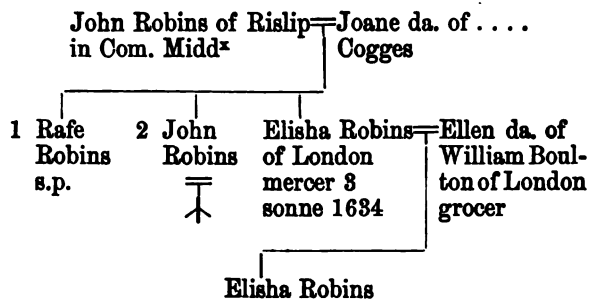 John Robins of Rislip=Joane da. of ....
in Com. Middˣ Cogges
1 Rafe 2 John Elisha Robins=Ellen da. of
Robins Robins of London William Boul-
s.p. mercer 3 ton of London
sonne 1634 grocer
Elisha Robins